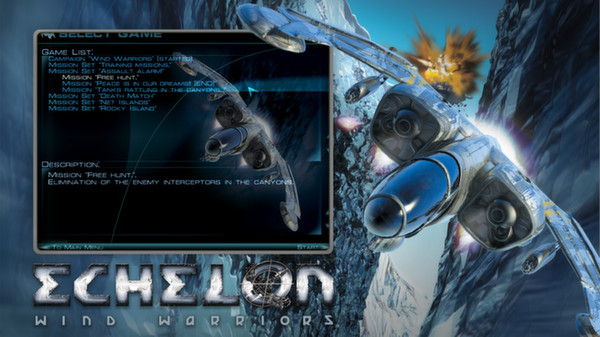 SELECT GAME
GAME LIST:
CAMPAIGN 'WIND WARRIORS' [STARTED]
MISSION SET 'TRAINING MISSIONS.'
MISSION SET 'ASSAULT ALARM'
MISSION 'FREE HUNT.'
MISSION 'PEACE IS IN OUR DREAMS! [END]'
MISSION 'TANKS RATTLING IN THE CANYONS
MISSION SET 'DEATH MATCH'
MISSION SET 'NET ISLANDS'
MISSION SET 'ROCKY ISLAND'
DESCRIPTION:
MISSION 'FREE HUNT.'.
ELIMINATION OF THE ENEMY INTERCEPTORS IN THE CANYONS.
TO MAIN MENU START
ECHELON
WIND WARRIORS